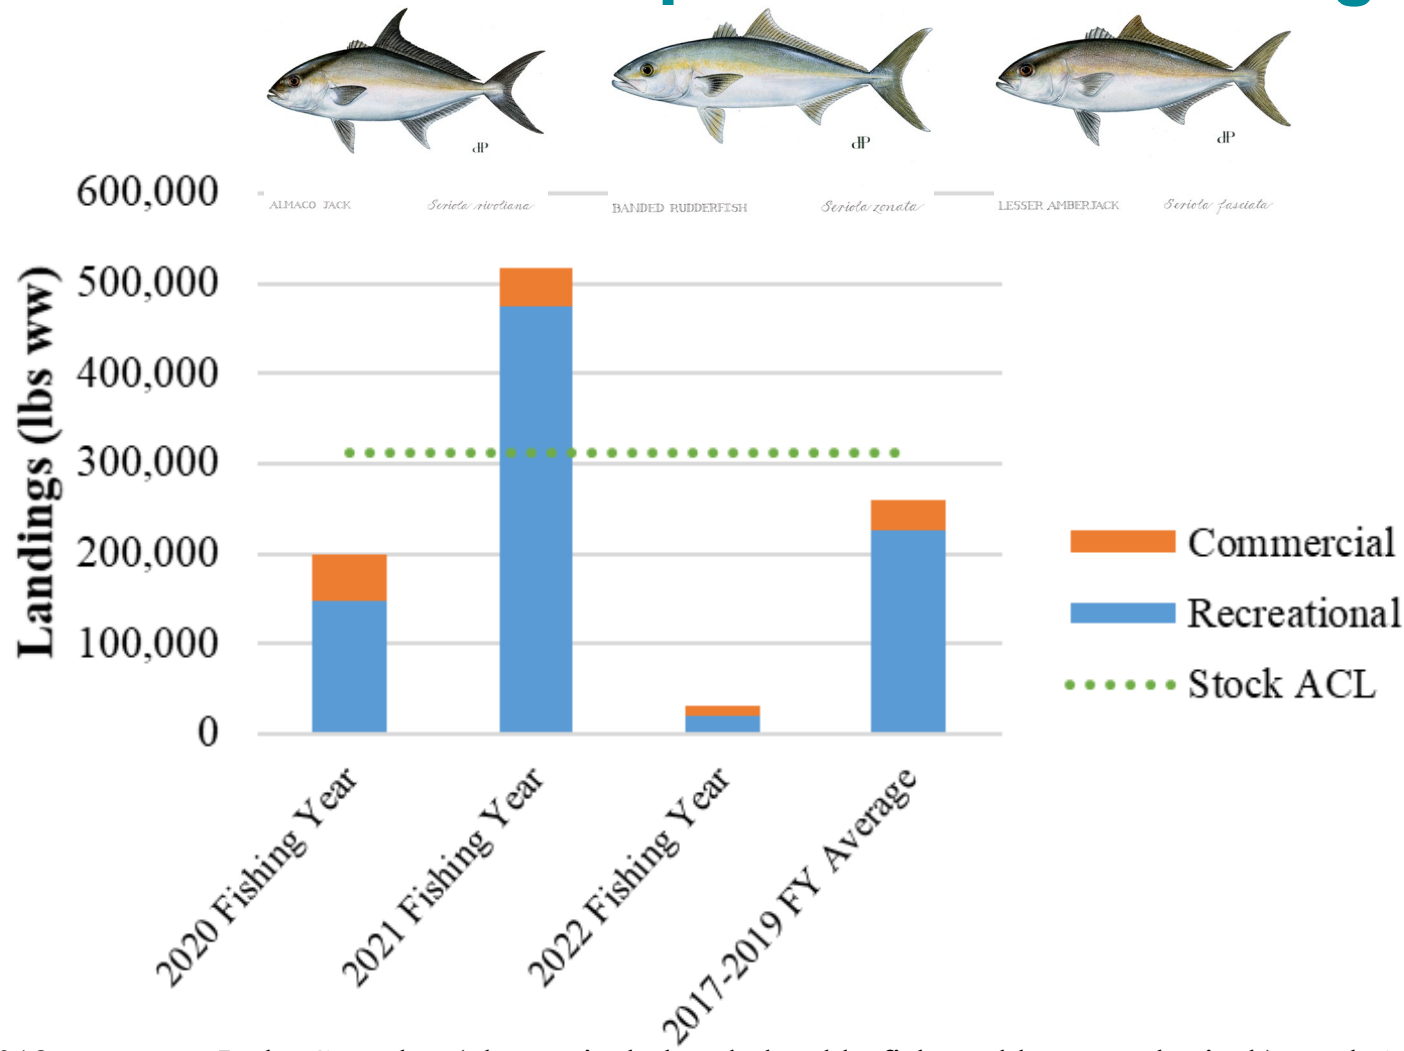 600,000
ALMACO JACK Seriola rivoliana
BANDED RUDDERFISH Seriola zonata
LESSER AMBERJACK Seriola fasciata
500,000
400,000
300,000
200,000
100,000
0
Landings (lbs ww)
Commercial
Recreational
Stock ACL
2020 Fishing Year
2021 Fishing Year
2022 Fishing Year
2017-2019 FY Average